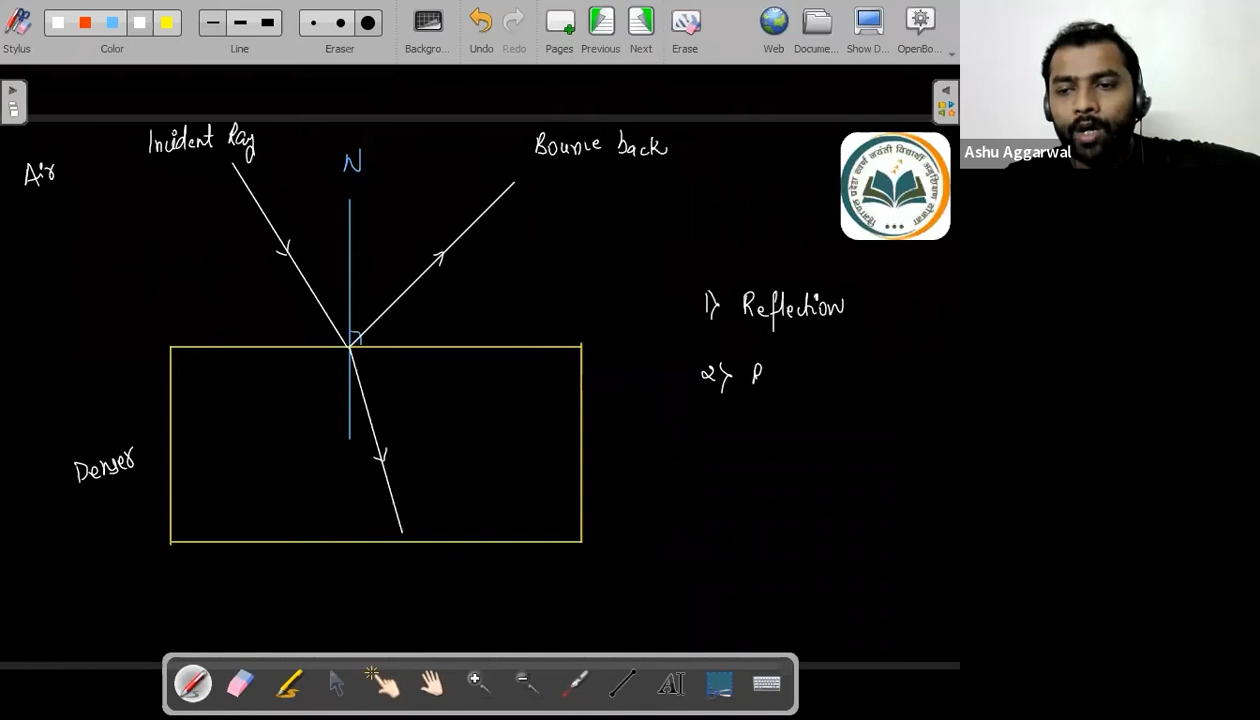 Stylus
Color
Line
Eraser
Backgro...
Undo
Redo
Pages
Previous
Next
Erase
Web
Docume...
Show D...
OpenBo...
Ashu Aggarwal
Incident Ray
N
Bounce back
Air
1) Reflection
2) R
Denser
AI